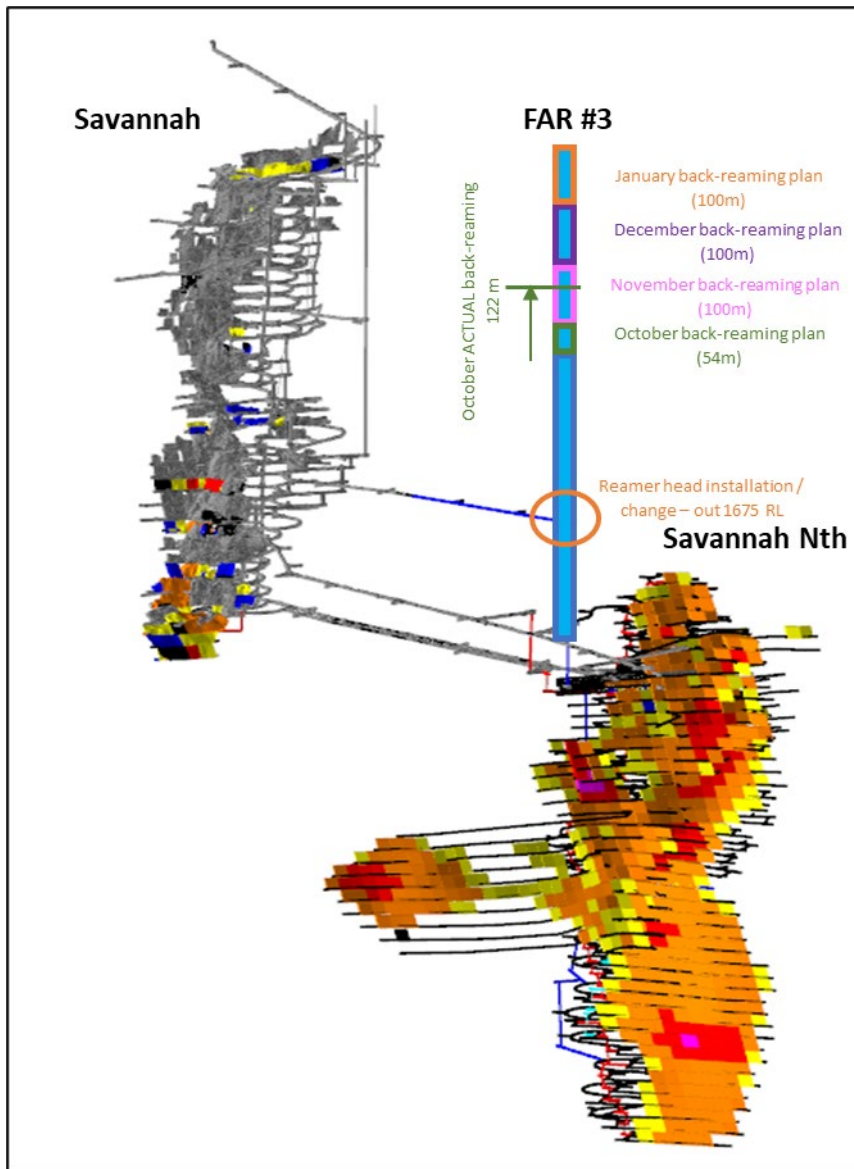 Savannah
FAR #3
January back-reaming plan
(100m)
December back-reaming plan
(100m)
November back-reaming plan
(100m)
October back-reaming plan
(54m)
October ACTUAL back-reaming
122 m
Reamer head installation /
change – out 1675 RL
Savannah Nth